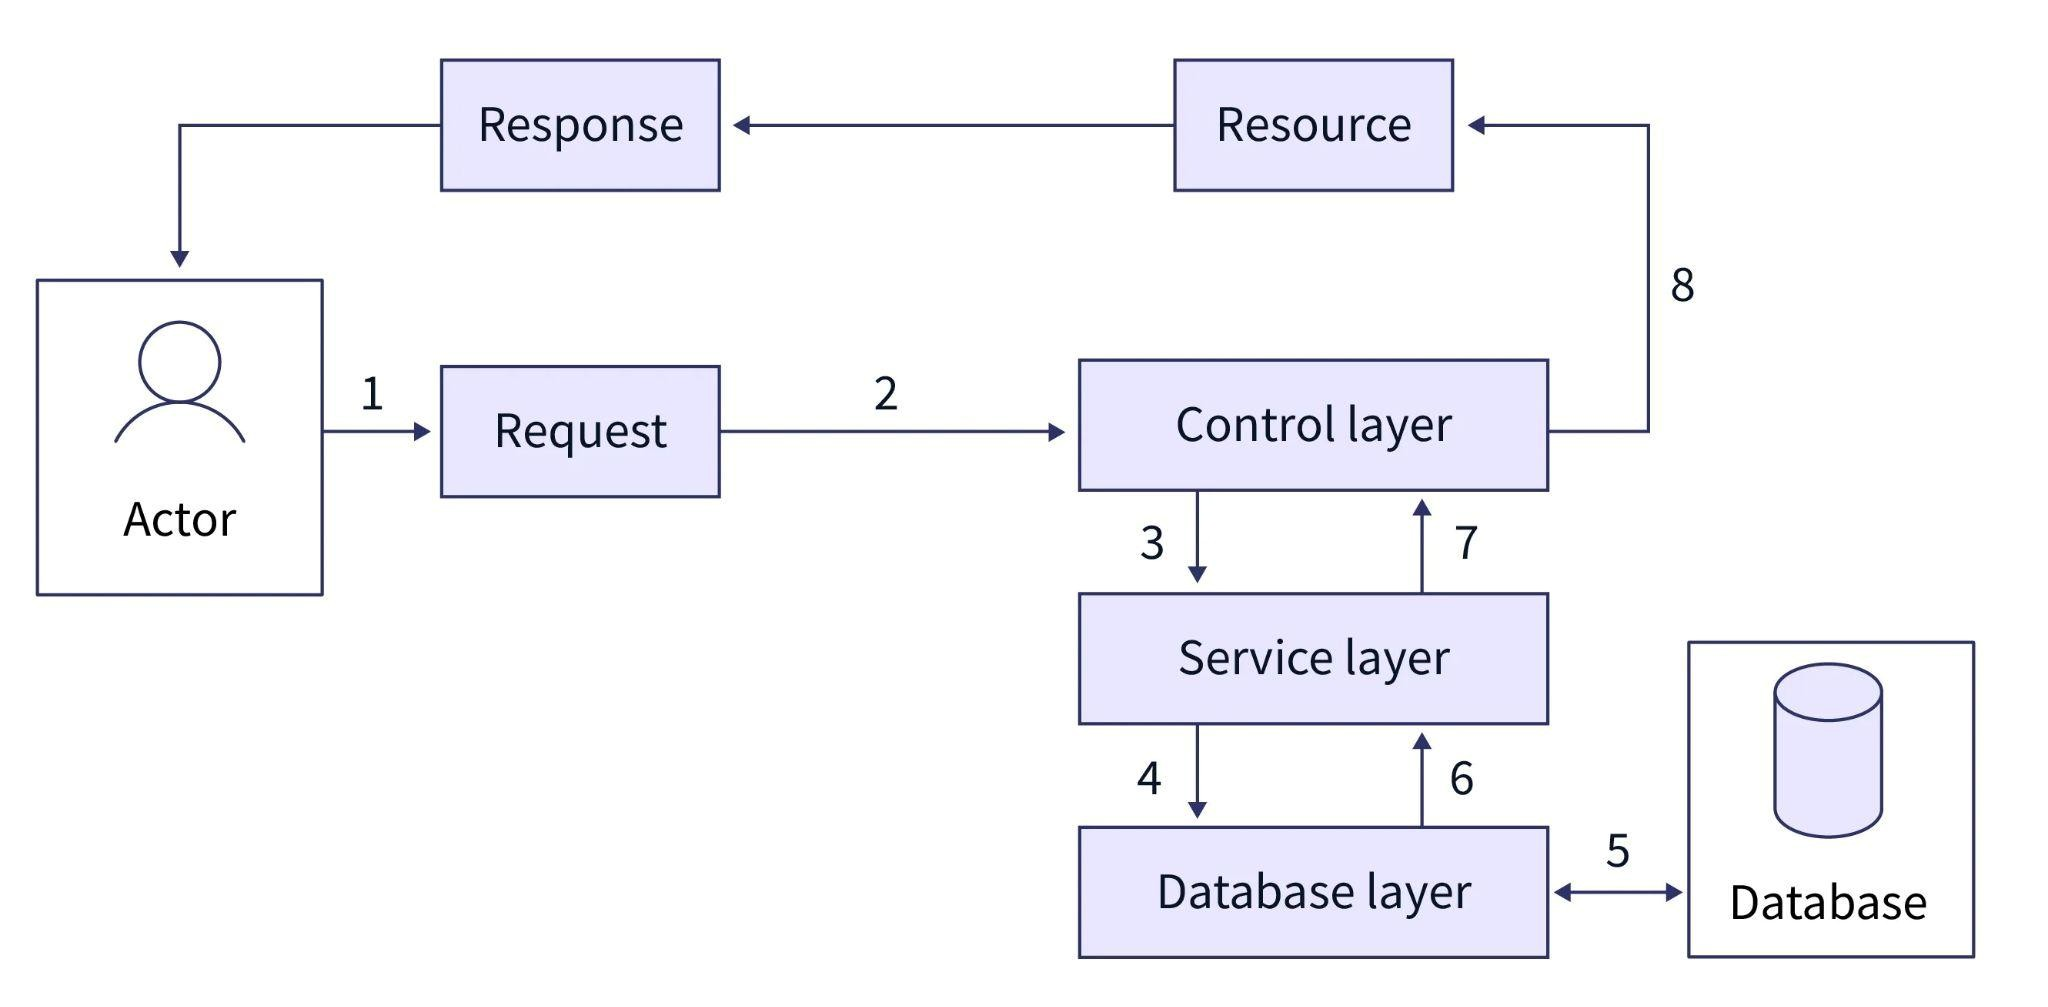 Response
Resource
8
Actor
1
Request
2
Control layer
3
7
Service layer
4
6
Database layer
5
Database